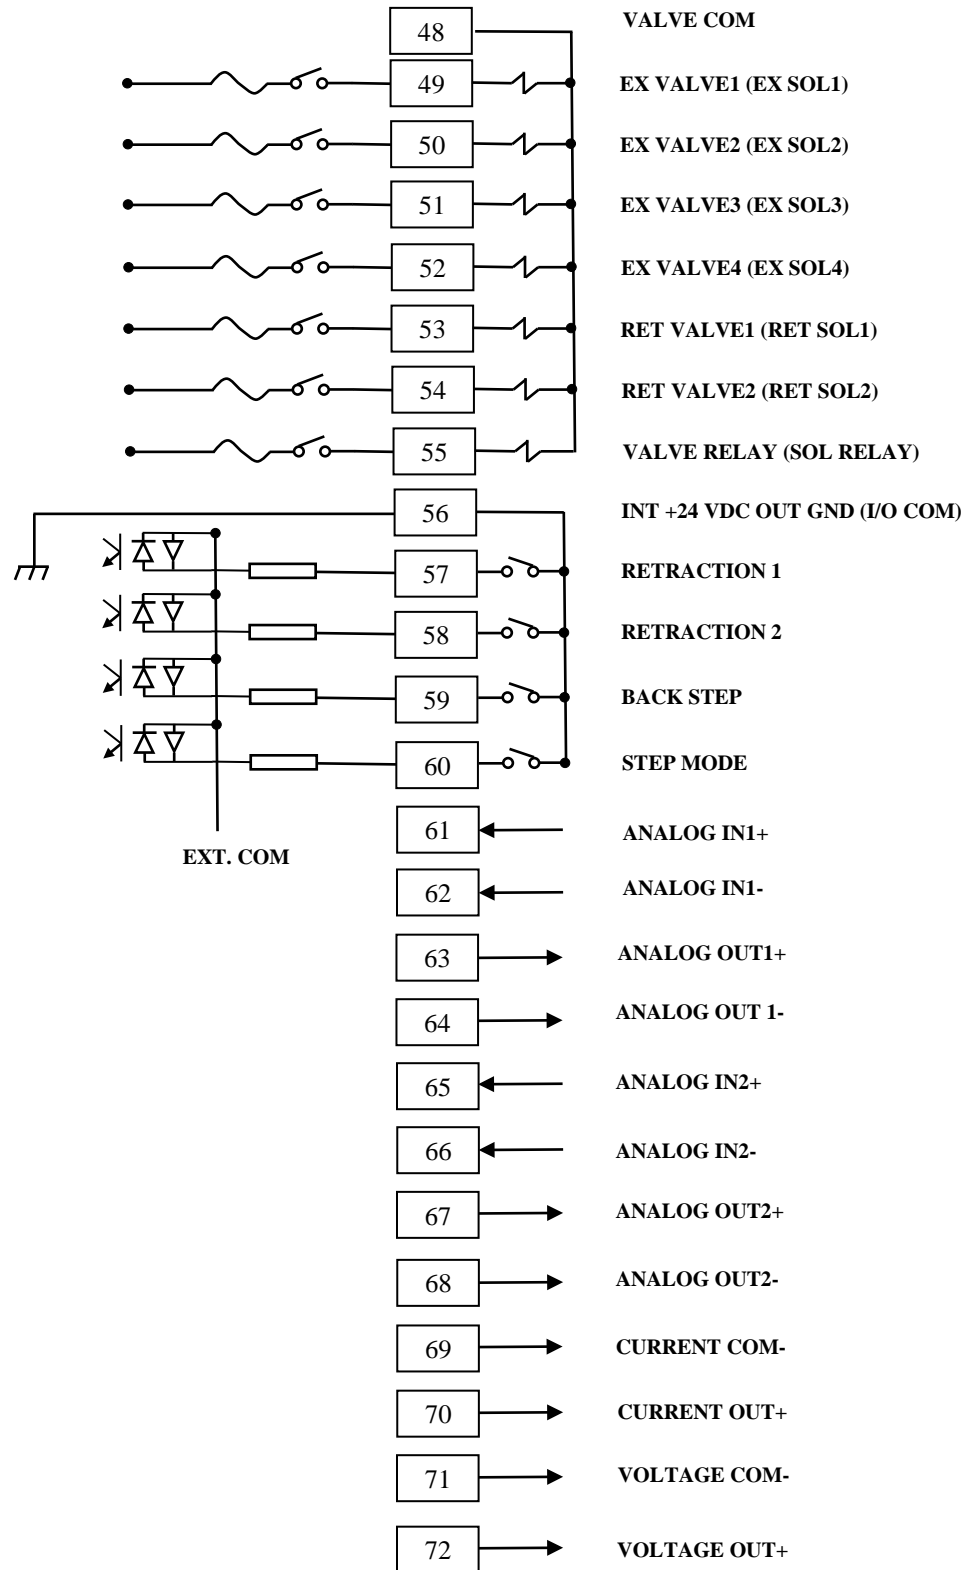 48 VALVE COM
49 EX VALVE1 (EX SOL1)
50 EX VALVE2 (EX SOL2)
51 EX VALVE3 (EX SOL3)
52 EX VALVE4 (EX SOL4)
53 RET VALVE1 (RET SOL1)
54 RET VALVE2 (RET SOL2)
55 VALVE RELAY (SOL RELAY)
56 INT +24 VDC OUT GND (I/O COM)
57 RETRACTION 1
58 RETRACTION 2
59 BACK STEP
60 STEP MODE
61 ANALOG IN1+
EXT. COM
62 ANALOG IN1-
63 ANALOG OUT1+
64 ANALOG OUT 1-
65 ANALOG IN2+
66 ANALOG IN2-
67 ANALOG OUT2+
68 ANALOG OUT2-
69 CURRENT COM-
70 CURRENT OUT+
71 VOLTAGE COM-
72 VOLTAGE OUT+